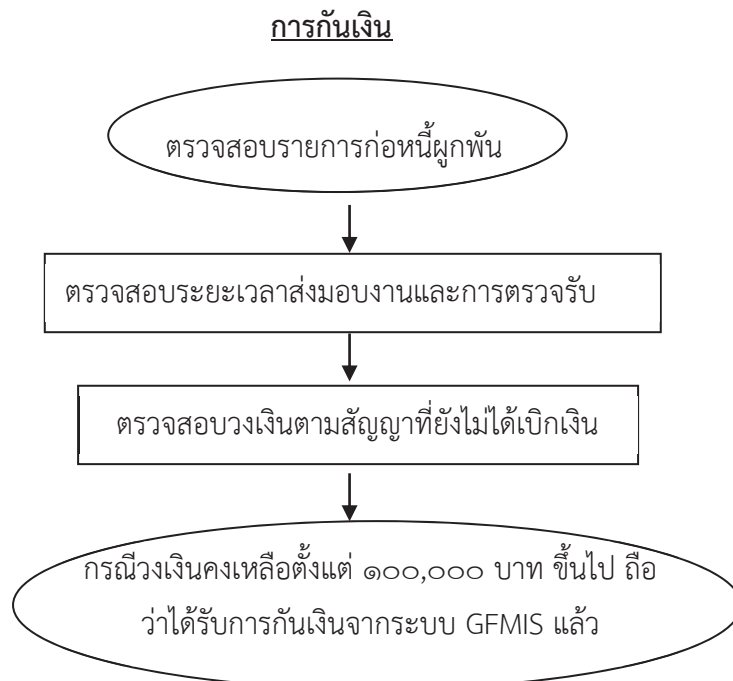 การกันเงิน
ตรวจสอบรายการก่อหนี้ผูกพัน
ตรวจสอบระยะเวลาส่งมอบงานและการตรวจรับ
ตรวจสอบวงเงินตามสัญญาที่ยังไม่ได้เบิกเงิน
กรณีวงเงินคงเหลือตั้งแต่ ๑๐๐,๐๐๐ บาท ขึ้นไป ถือ
ว่าได้รับการกันเงินจากระบบ GFMIS แล้ว